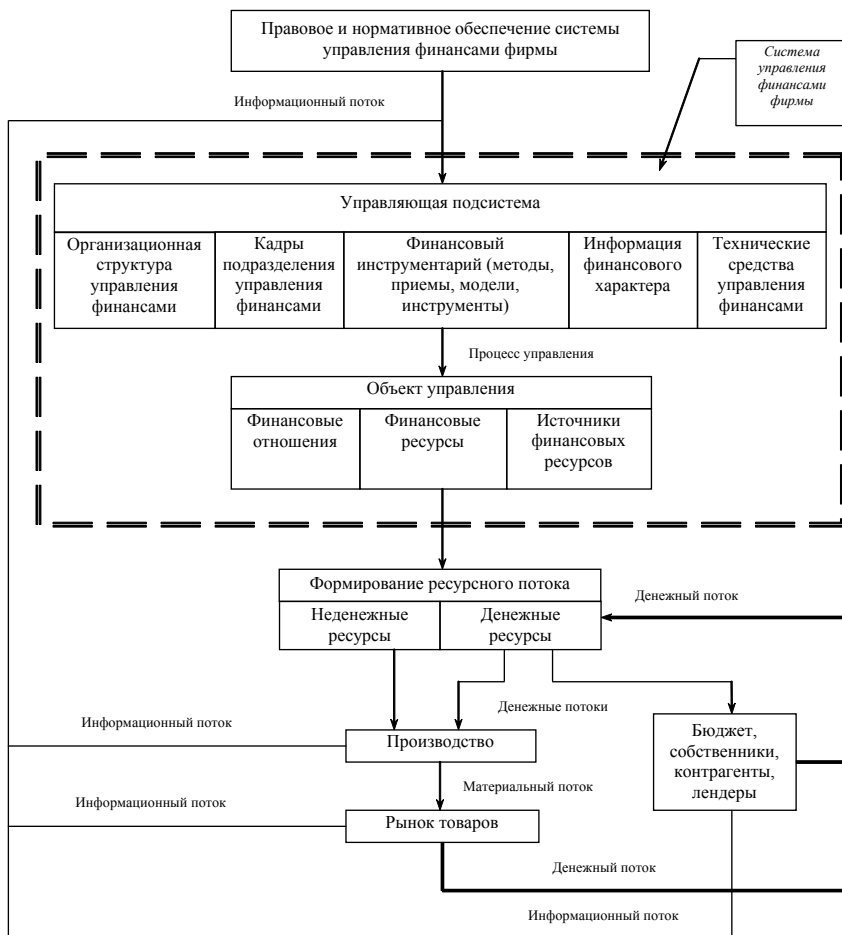 Правовое и нормативное обеспечение системы
управления финансами фирмы
Система
управления
финансами
фирмы
Информационный поток
Управляющая подсистема
Организационная
структура
управления
финансами
Кадры
подразделения
управления
финансами
Финансовый
инструментарий (методы,
приемы, модели,
инструменты)
Информация
финансового
характера
Технические
средства
управления
финансами
Процесс управления
Объект управления
Финансовые
отношения
Финансовые
ресурсы
Источники
финансовых
ресурсов
Формирование ресурсного потока
Неденежные
ресурсы
Денежные
ресурсы
Денежный поток
Денежные потоки
Информационный поток
Производство
Бюджет,
собственники,
контрагенты,
лендеры
Материальный поток
Информационный поток
Рынок товаров
Денежный поток
Информационный поток